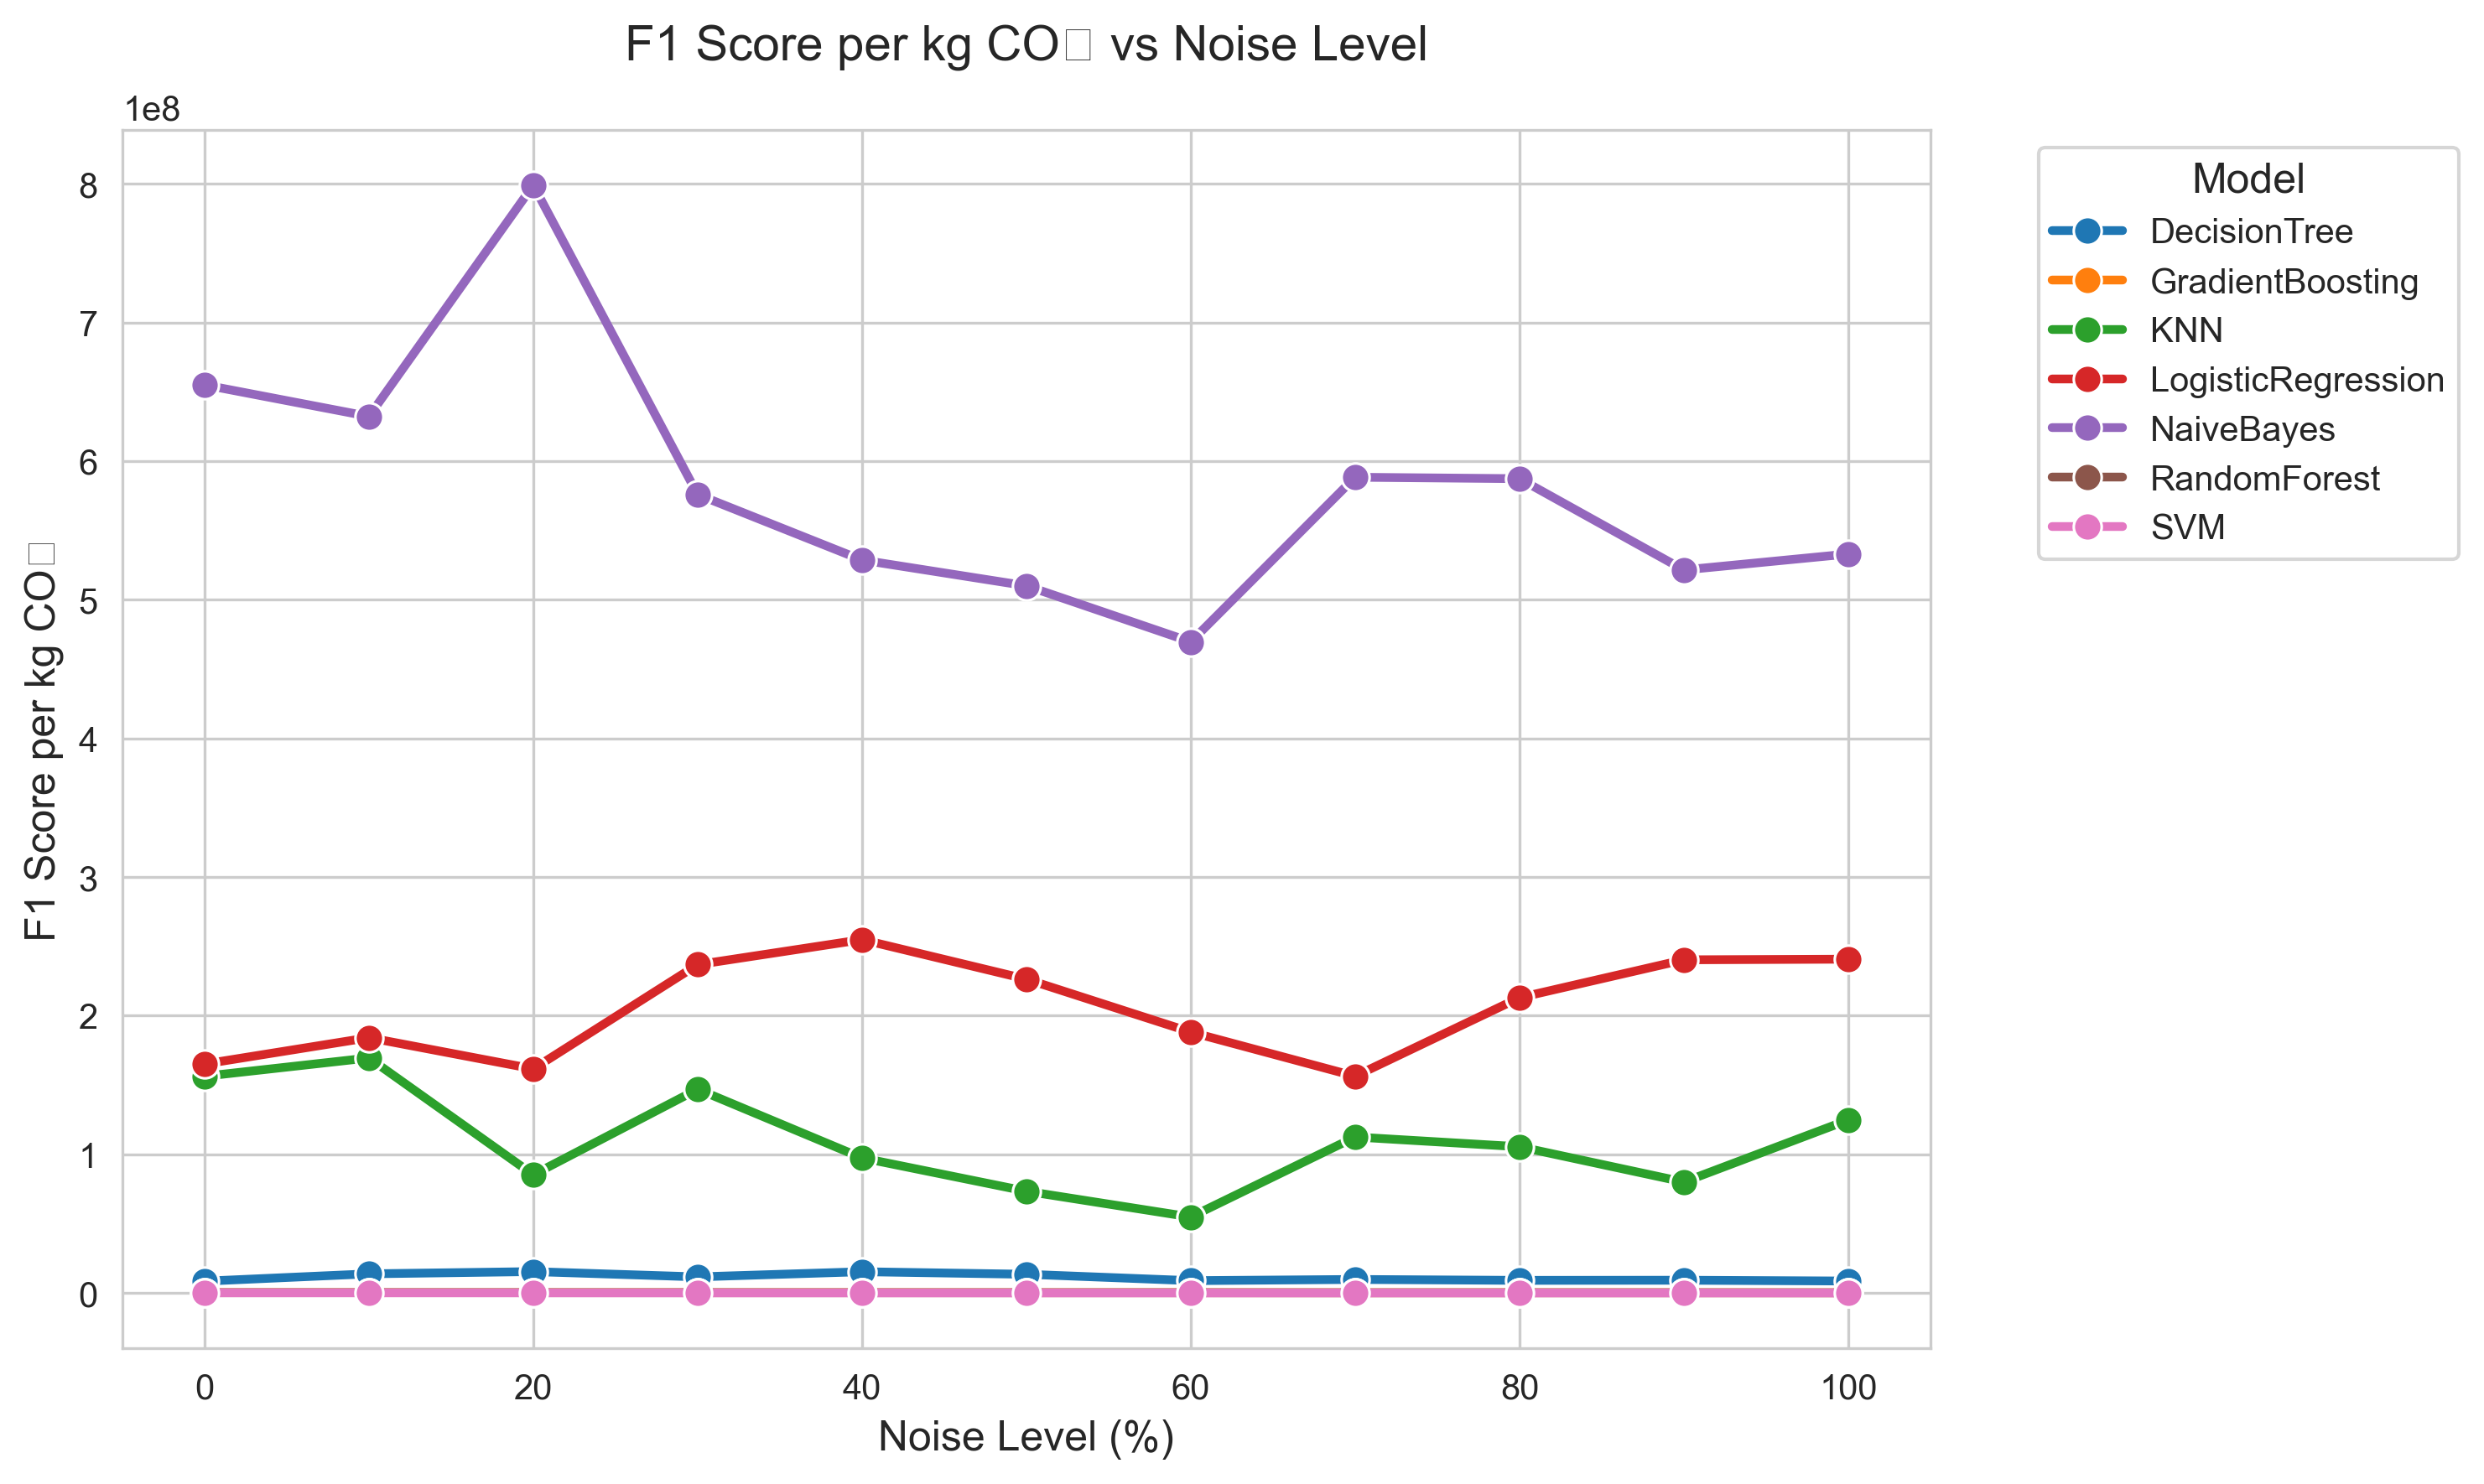 F1 Score per kg CO□ vs Noise Level
1e8
8
7
6
5
4
3
2
1
0
F1 Score per kg CO□
0 20 40 60 80 100
Noise Level (%)
Model
DecisionTree
GradientBoosting
KNN
LogisticRegression
NaiveBayes
RandomForest
SVM